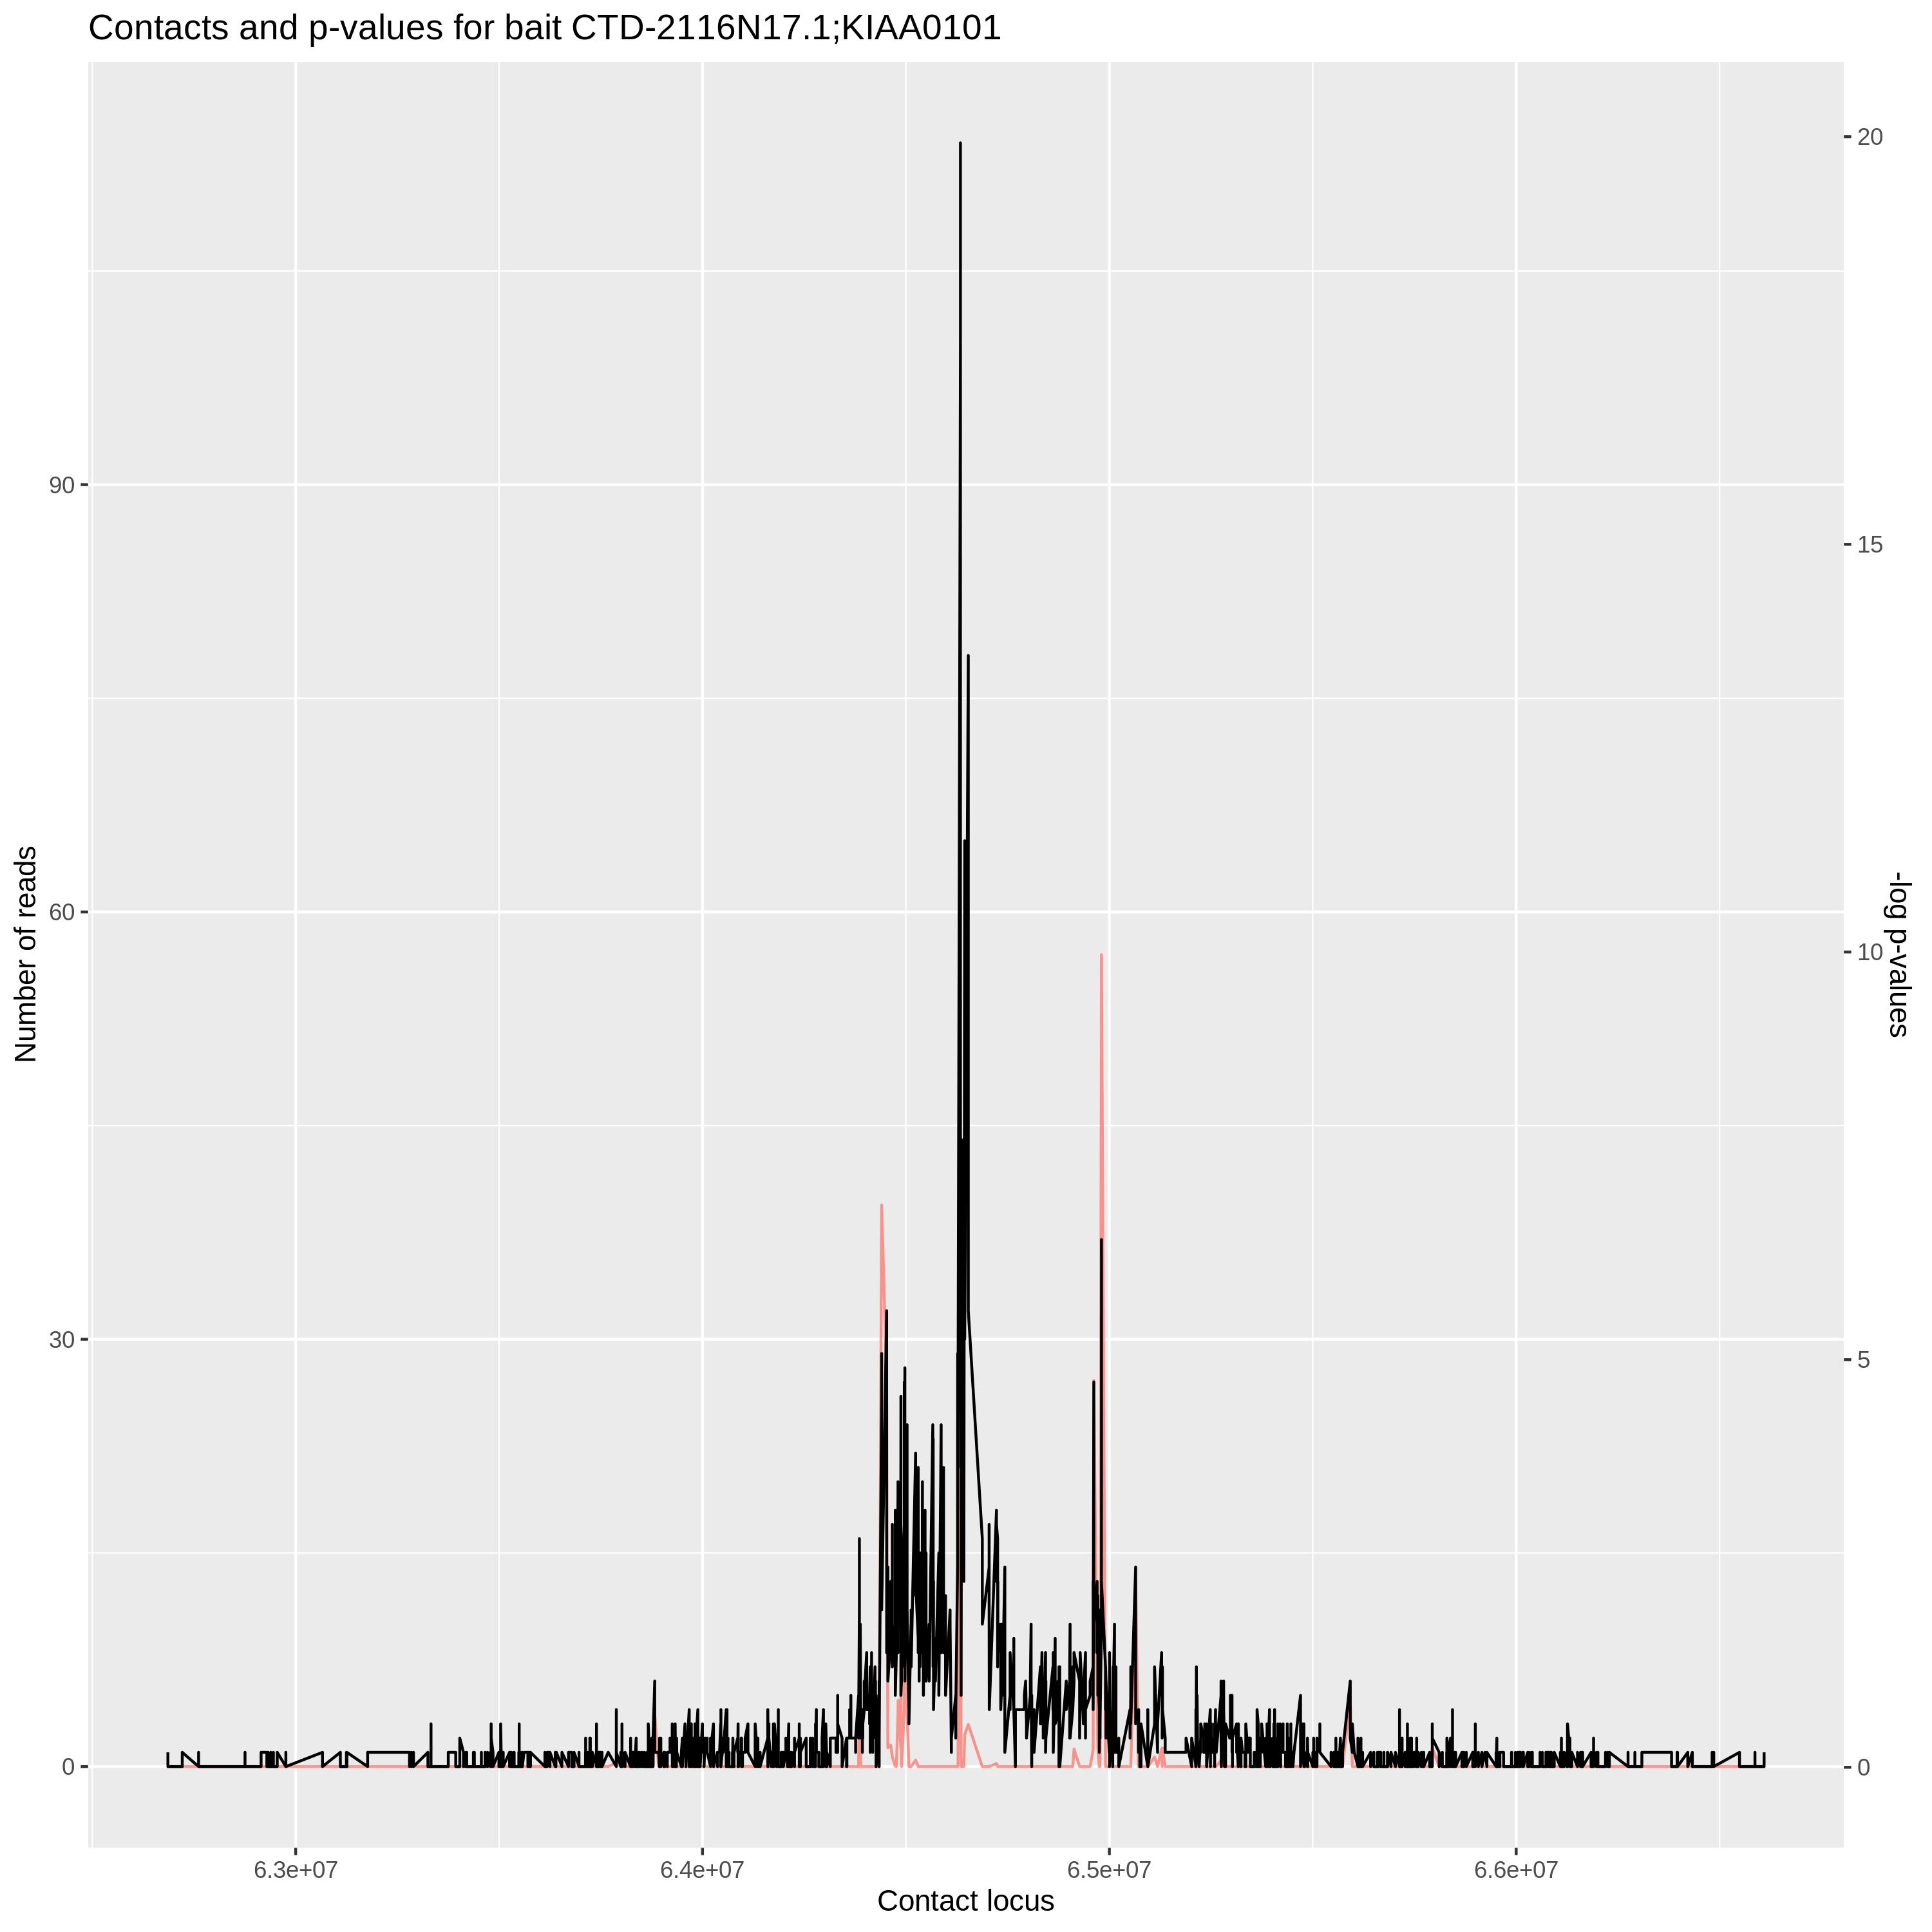 Contacts and p-values for bait CTD-2116N17.1;KIAA0101
Number of reads
90
60
30
0
20
15
10
5
0
-log p-values
6.3e+07
6.4e+07
6.5e+07
6.6e+07
Contact locus